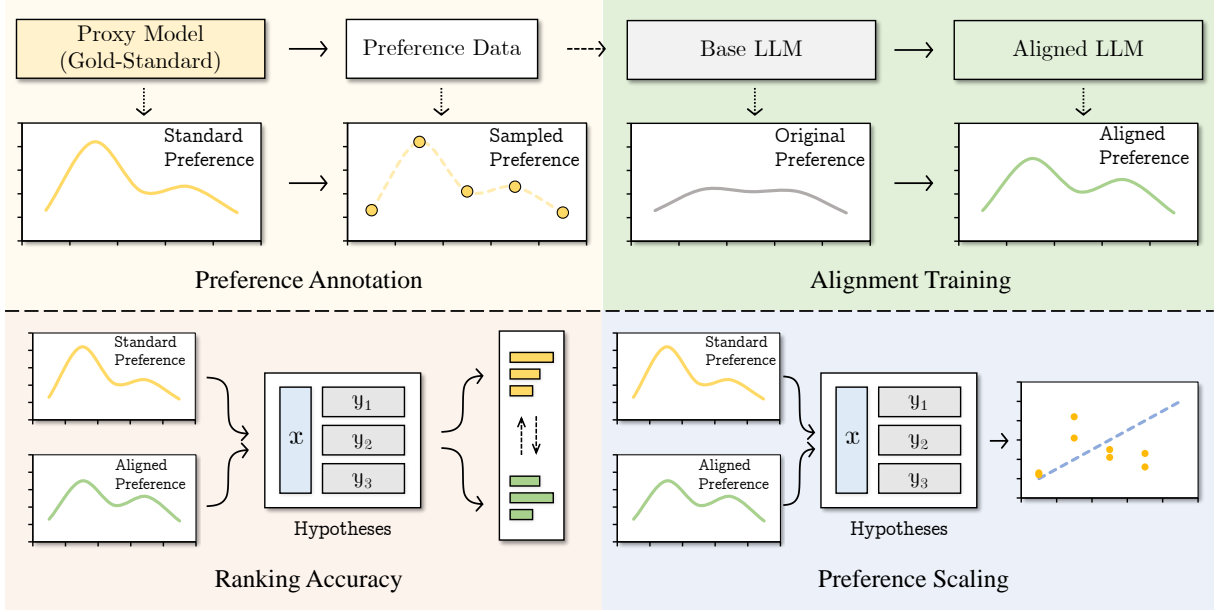 Proxy Model
(Gold-Standard)
Preference Data
Base LLM
Aligned LLM
Standard
Preference
Sampled
Preference
Original
Preference
Aligned
Preference
Preference Annotation
Alignment Training
Standard
Preference
Aligned
Preference
x
y1
y2
y3
Hypotheses
Ranking Accuracy
Standard
Preference
Aligned
Preference
x
y1
y2
y3
Hypotheses
Preference Scaling